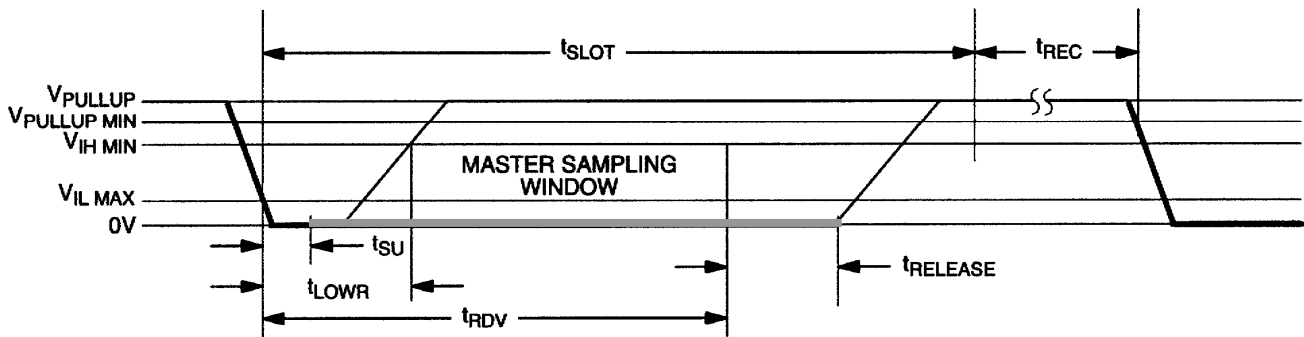 tSLOT
tREC
VPULLUP
VPULLUP MIN
VIH MIN
MASTER SAMPLING
WINDOW
VIL MAX
0V
tSU
tRELEASE
tLOWR
tRDV